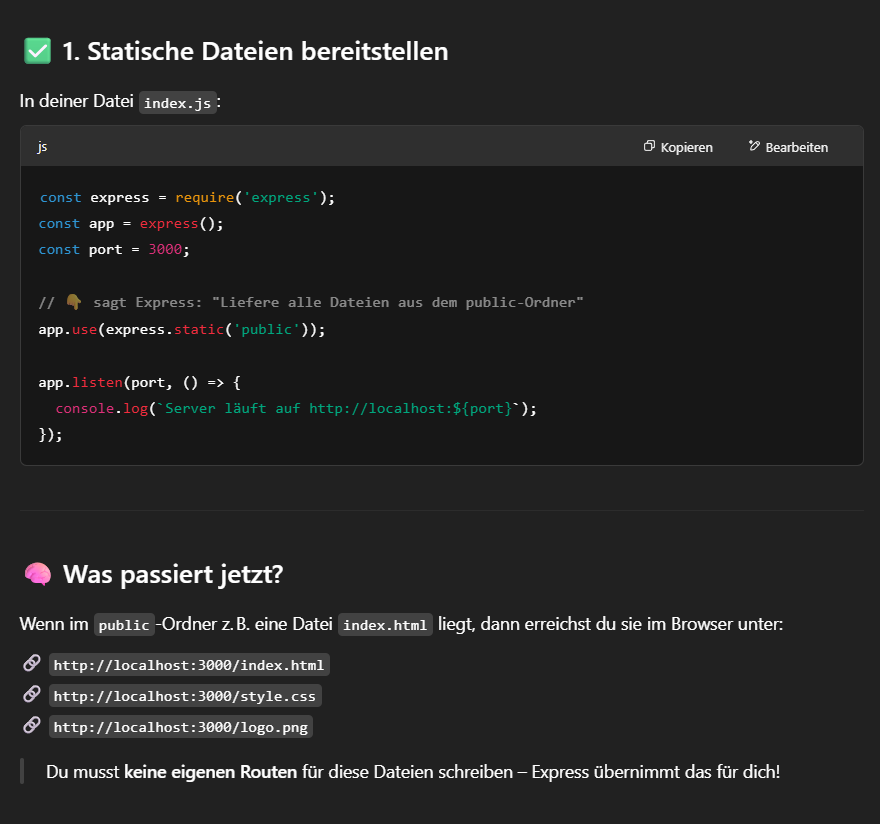 ✅ 1. Statische Dateien bereitstellen
In deiner Datei index.js:
js Kopieren Bearbeiten
const express = require('express');
const app = express();
const port = 3000;
// 👇 sagt Express: "Liefere alle Dateien aus dem public-Ordner"
app.use(express.static('public'));
app.listen(port, () => {
  console.log(`Server läuft auf http://localhost:${port}`);
});
🧠 Was passiert jetzt?
Wenn im public-Ordner z. B. eine Datei index.html liegt, dann erreichst du sie im Browser unter:
🔗 http://localhost:3000/index.html
🔗 http://localhost:3000/style.css
🔗 http://localhost:3000/logo.png
Du musst keine eigenen Routen für diese Dateien schreiben – Express übernimmt das für dich!